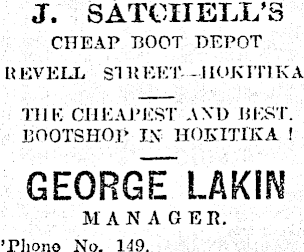 J. SATCHELL'S
CHEAP BOOT DEPOT
REVELL STREET—HOKITIKA
THE CHEAPEST AND BEST.
BOOTSHOP IN HOKITIKA !
GEORGE LAKIN
MANAGER.
'Phone No. 149.